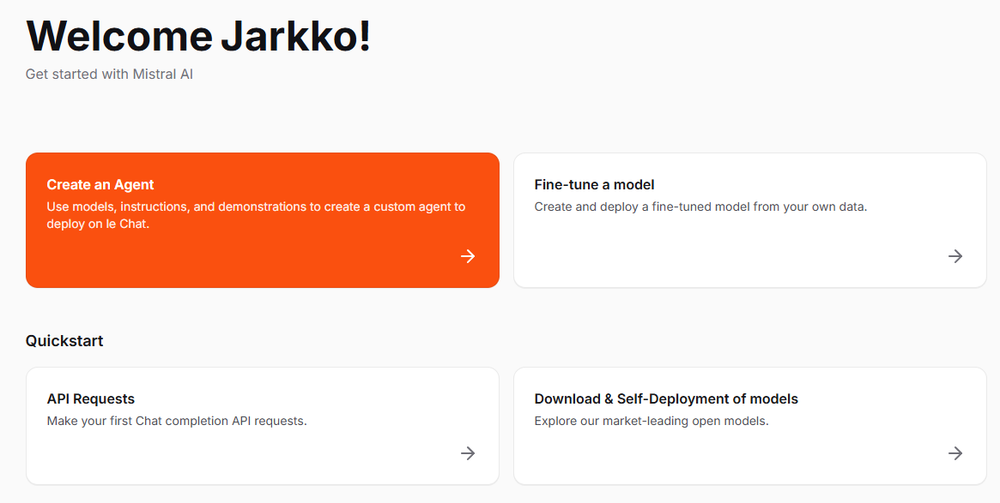 Welcome Jarkko!
Get started with Mistral AI
Create an Agent
Use models, instructions, and demonstrations to create a custom agent to
deploy on le Chat.
Fine-tune a model
Create and deploy a fine-tuned model from your own data.
Quickstart
API Requests
Make your first Chat completion API requests.
Download & Self-Deployment of models
Explore our market-leading open models.